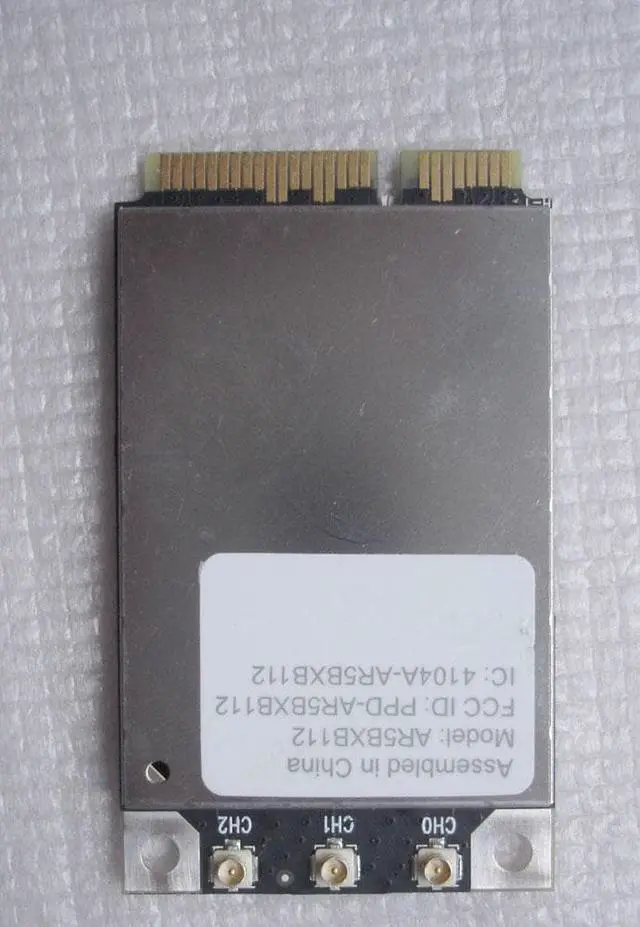 Assembled in China
Model: AR5BXB112
FCC ID: PPD-AR5BXB112
IC: 4104A-AR5BXB112
CH0 CH1 CH2